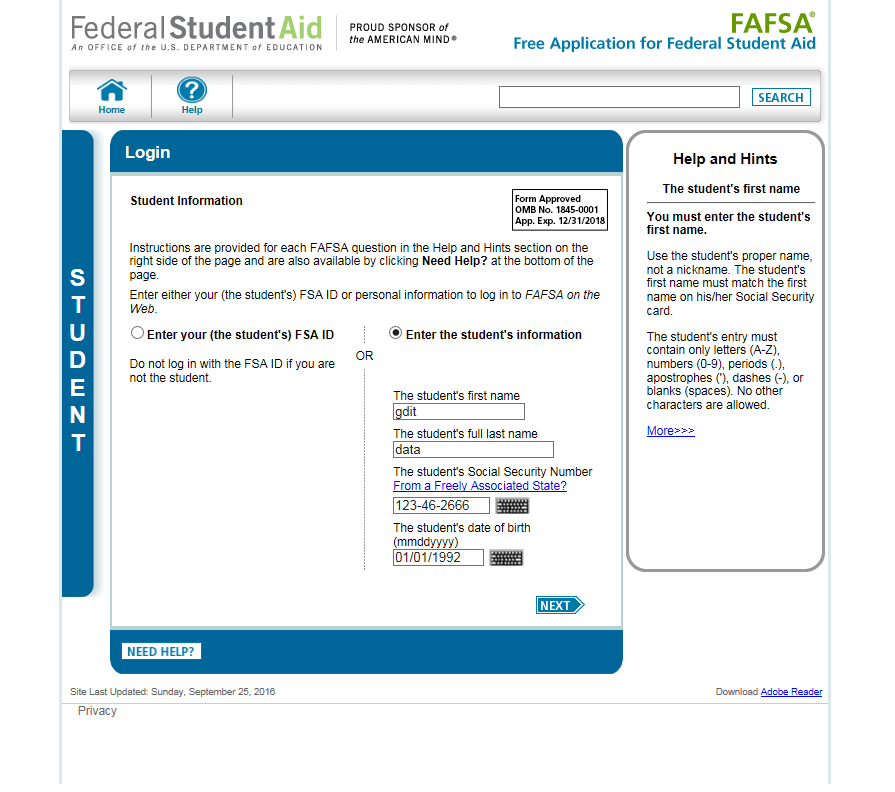 Federal Student Aid
An OFFICE of the U.S. DEPARTMENT of EDUCATION
PROUD SPONSOR of
the AMERICAN MIND®
FAFSA®
Free Application for Federal Student Aid
Home
Help
SEARCH
STUDENT
Login
Student Information
Form Approved
OMB No. 1845-0001
App. Exp. 12/31/2018
Instructions are provided for each FAFSA question in the Help and Hints section on the
right side of the page and are also available by clicking Need Help? at the bottom of the
page.
Enter either your (the student's) FSA ID or personal information to log in to FAFSA on the
Web.
Enter your (the student's) FSA ID
Do not log in with the FSA ID if you are
not the student.
OR
Enter the student's information
The student's first name
gdit
The student's full last name
data
The student's Social Security Number
From a Freely Associated State?
123-46-2666
The student's date of birth
(mmddyyyy)
01/01/1992
NEXT
NEED HELP?
Help and Hints
The student's first name
You must enter the student's
first name.
Use the student's proper name,
not a nickname. The student's
first name must match the first
name on his/her Social Security
card.
The student's entry must
contain only letters (A-Z),
numbers (0-9), periods (.),
apostrophes ('), dashes (-), or
blanks (spaces). No other
characters are allowed.
More>>>
Site Last Updated: Sunday, September 25, 2016
Download Adobe Reader
Privacy